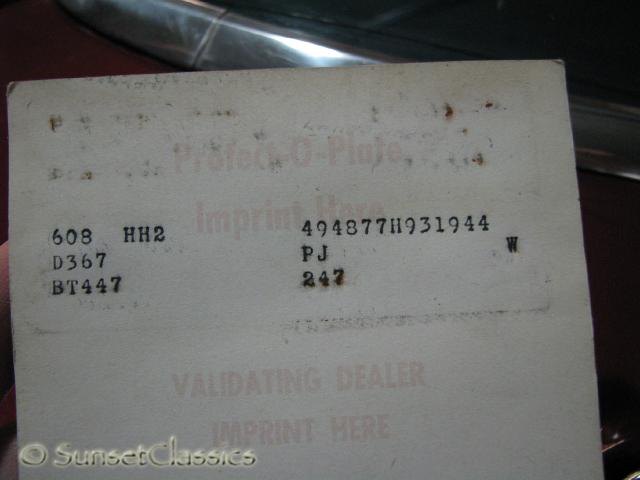 Protect-O-Plate
Imprint Here
608 HH2 494877H931944
D367 PJ W
BT447 247
VALIDATING DEALER
IMPRINT HERE
© SunsetClassics